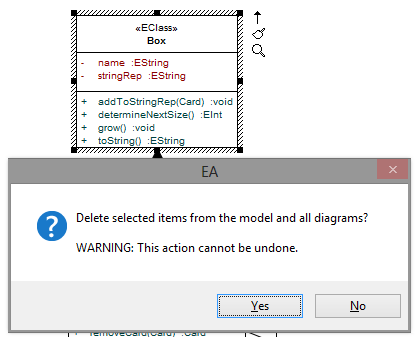 «EClass»
Box
- name :EString
- stringRep :EString
+ addToStringRep(Card) :void
+ determineNextSize() :EInt
+ grow() :void
+ toString() :EString
EA
Delete selected items from the model and all diagrams?
WARNING: This action cannot be undone.
Yes
No
+ removeCard(Card) :Card